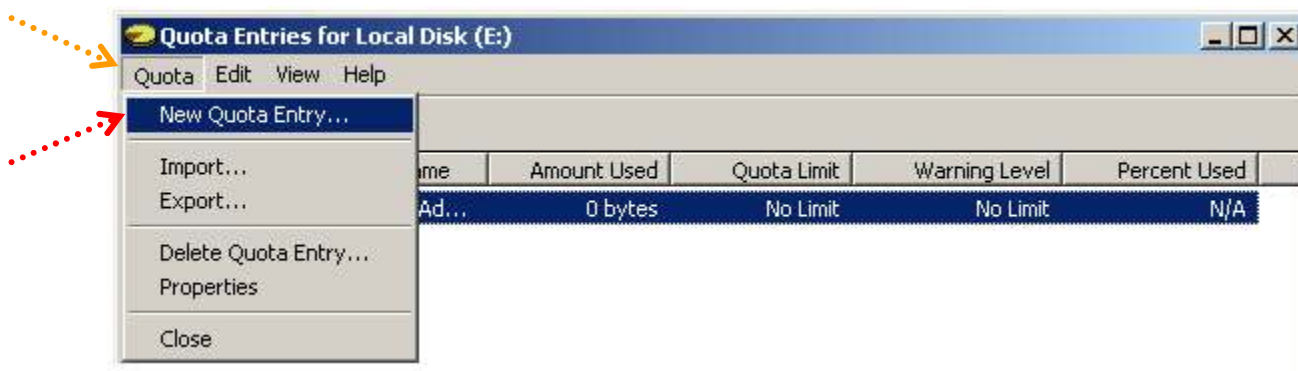 Quota Entries for Local Disk (E:)
Quota Edit View Help
New Quota Entry...
Import...
Export...
Delete Quota Entry...
Properties
Close
Amount Used Quota Limit Warning Level Percent Used
Ad... 0 bytes No Limit No Limit N/A